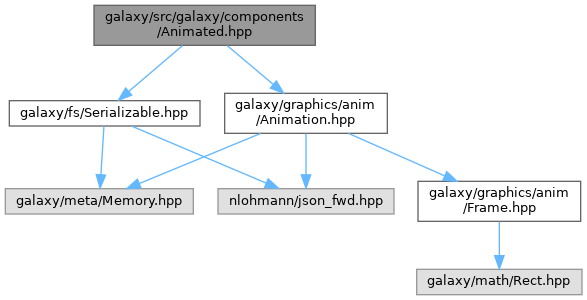 galaxy/src/galaxy/components
/Animated.hpp
galaxy/fs/Serializable.hpp
galaxy/graphics/anim
/Animation.hpp
galaxy/meta/Memory.hpp
nlohmann/json_fwd.hpp
galaxy/graphics/anim
/Frame.hpp
galaxy/math/Rect.hpp